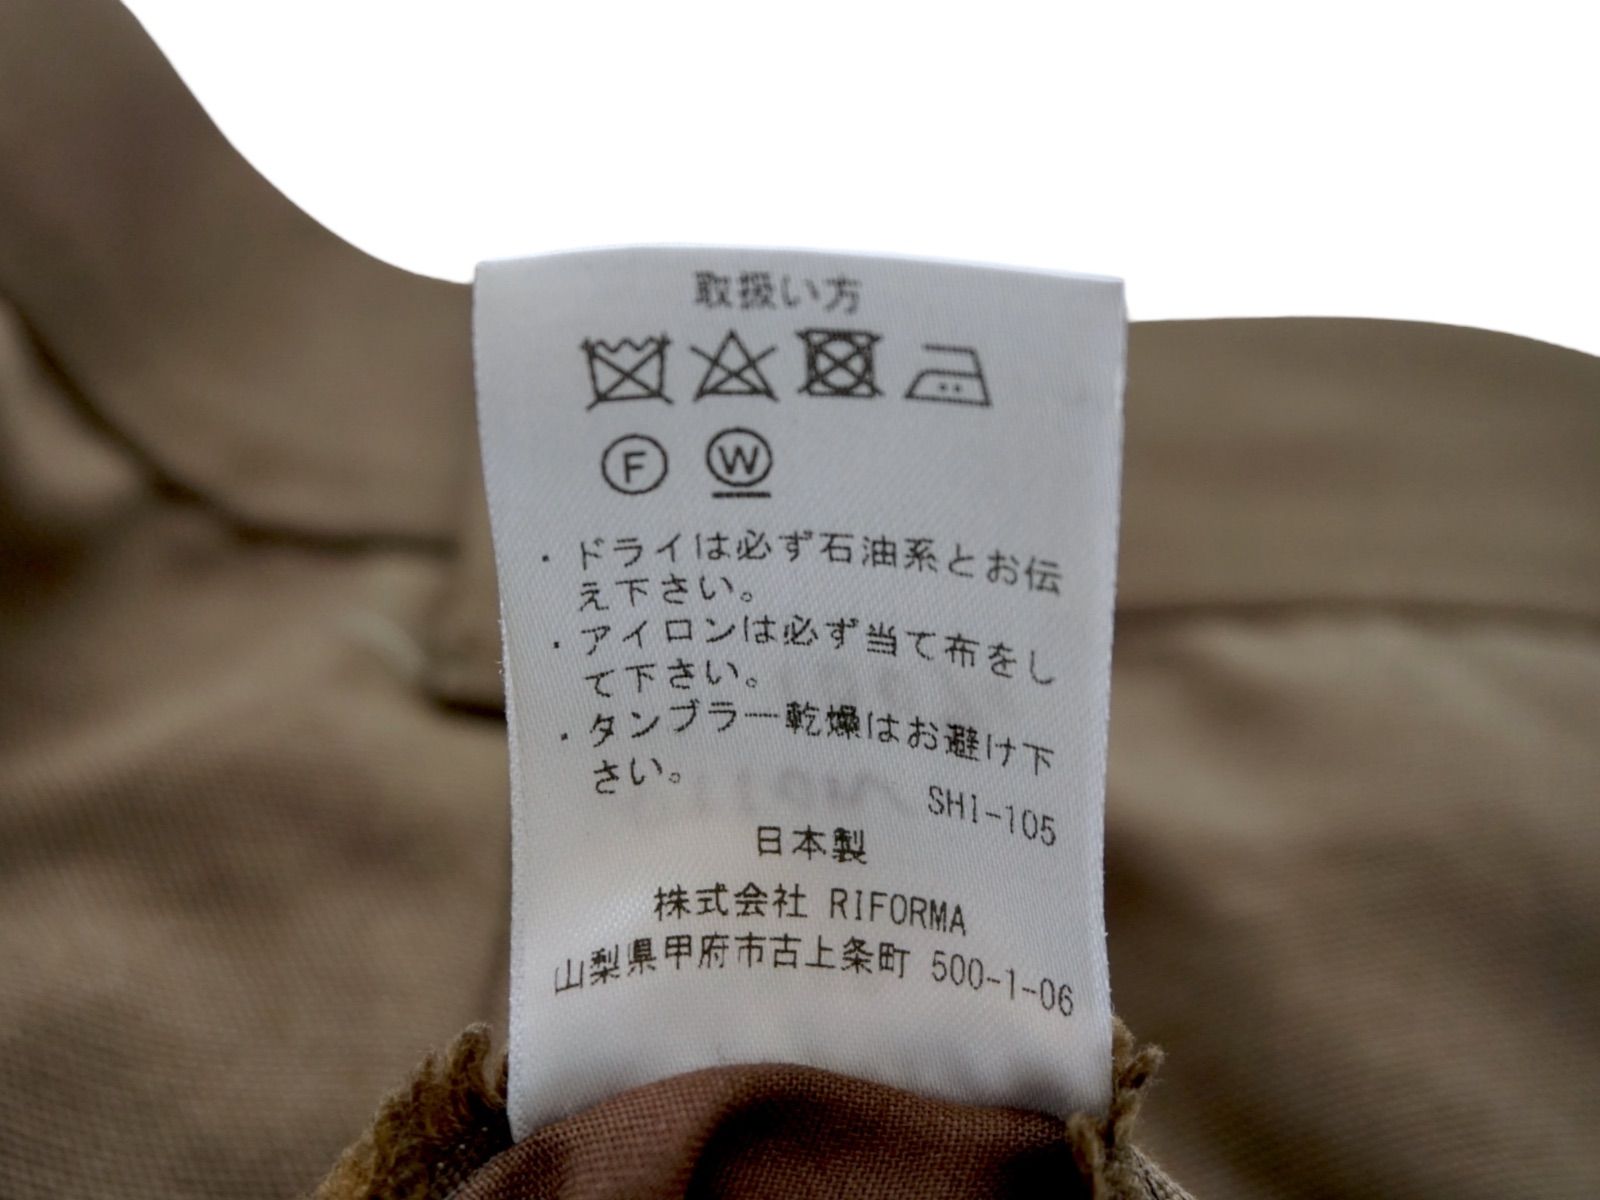 取扱い方
F W
・ドライは必ず石油系とお伝
え下さい。
・アイロンは必ず当て布をし
て下さい。
・タンブラー乾燥はお避け下
さい。
SHI-105
日本製
株式会社 RIFORMA
山梨県甲府市古上条町 500-1-06